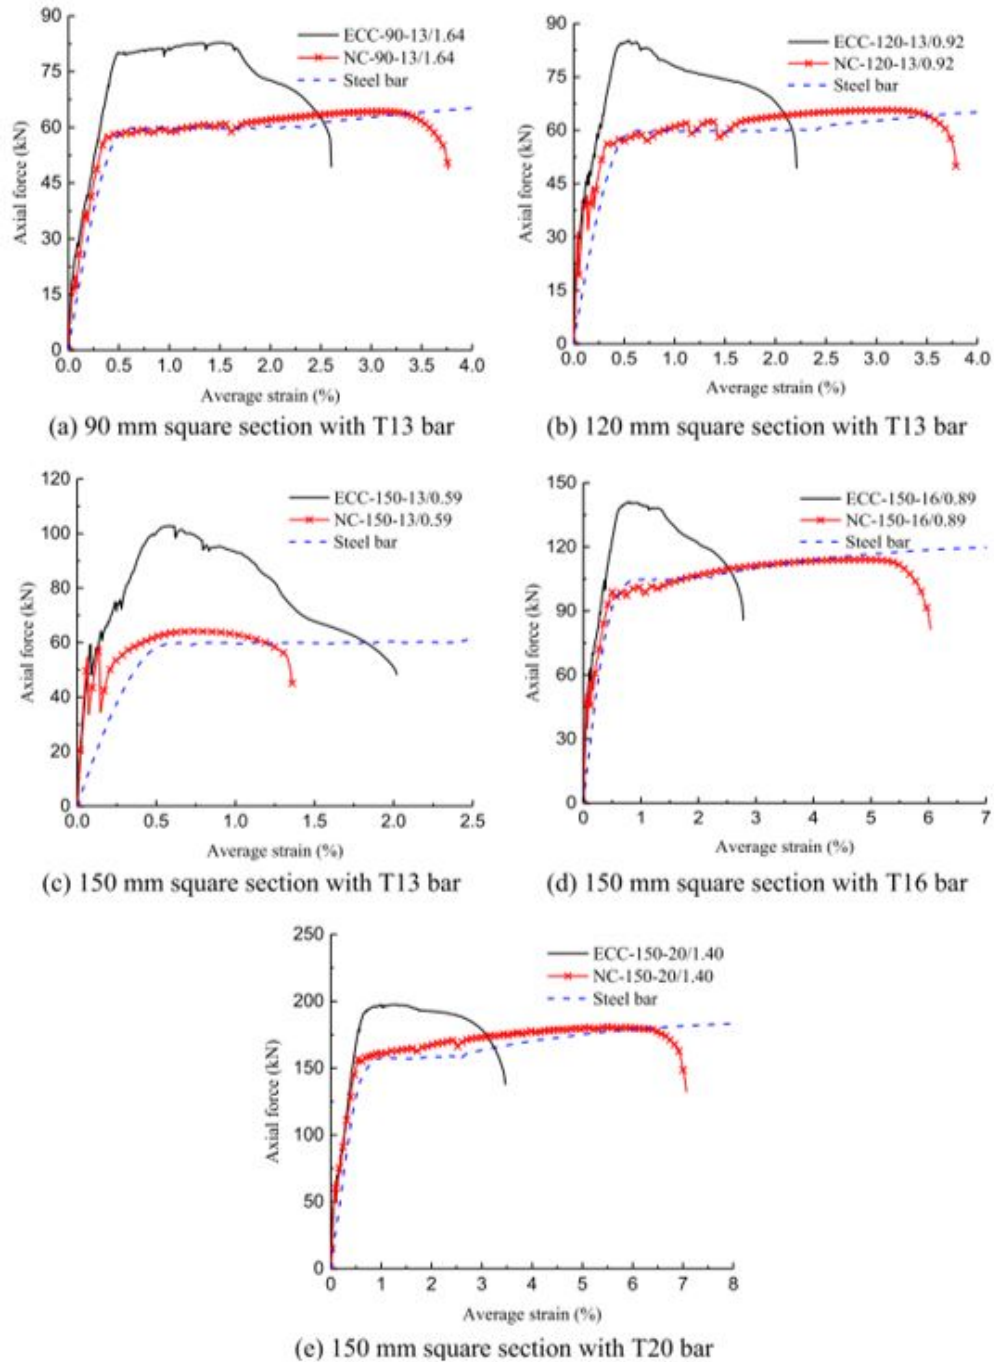 90
75
60
45
30
15
0
Axial force (kN)
ECC-90-13/1.64
NC-90-13/1.64
Steel bar
0.0 0.5 1.0 1.5 2.0 2.5 3.0 3.5 4.0
Average strain (%)
(a) 90 mm square section with T13 bar
90
75
60
45
30
15
0
Axial force (kN)
ECC-120-13/0.92
NC-120-13/0.92
Steel bar
0.0 0.5 1.0 1.5 2.0 2.5 3.0 3.5 4.0
Average strain (%)
(b) 120 mm square section with T13 bar
120
100
80
60
40
20
0
Axial force (kN)
ECC-150-13/0.59
NC-150-13/0.59
Steel bar
0.0 0.5 1.0 1.5 2.0 2.5
Average strain (%)
(c) 150 mm square section with T13 bar
150
120
90
60
30
0
Axial force (kN)
ECC-150-16/0.89
NC-150-16/0.89
Steel bar
0 1 2 3 4 5 6 7
Average strain (%)
(d) 150 mm square section with T16 bar
250
200
150
100
50
0
Axial force (kN)
ECC-150-20/1.40
NC-150-20/1.40
Steel bar
0 1 2 3 4 5 6 7 8
Average strain (%)
(e) 150 mm square section with T20 bar